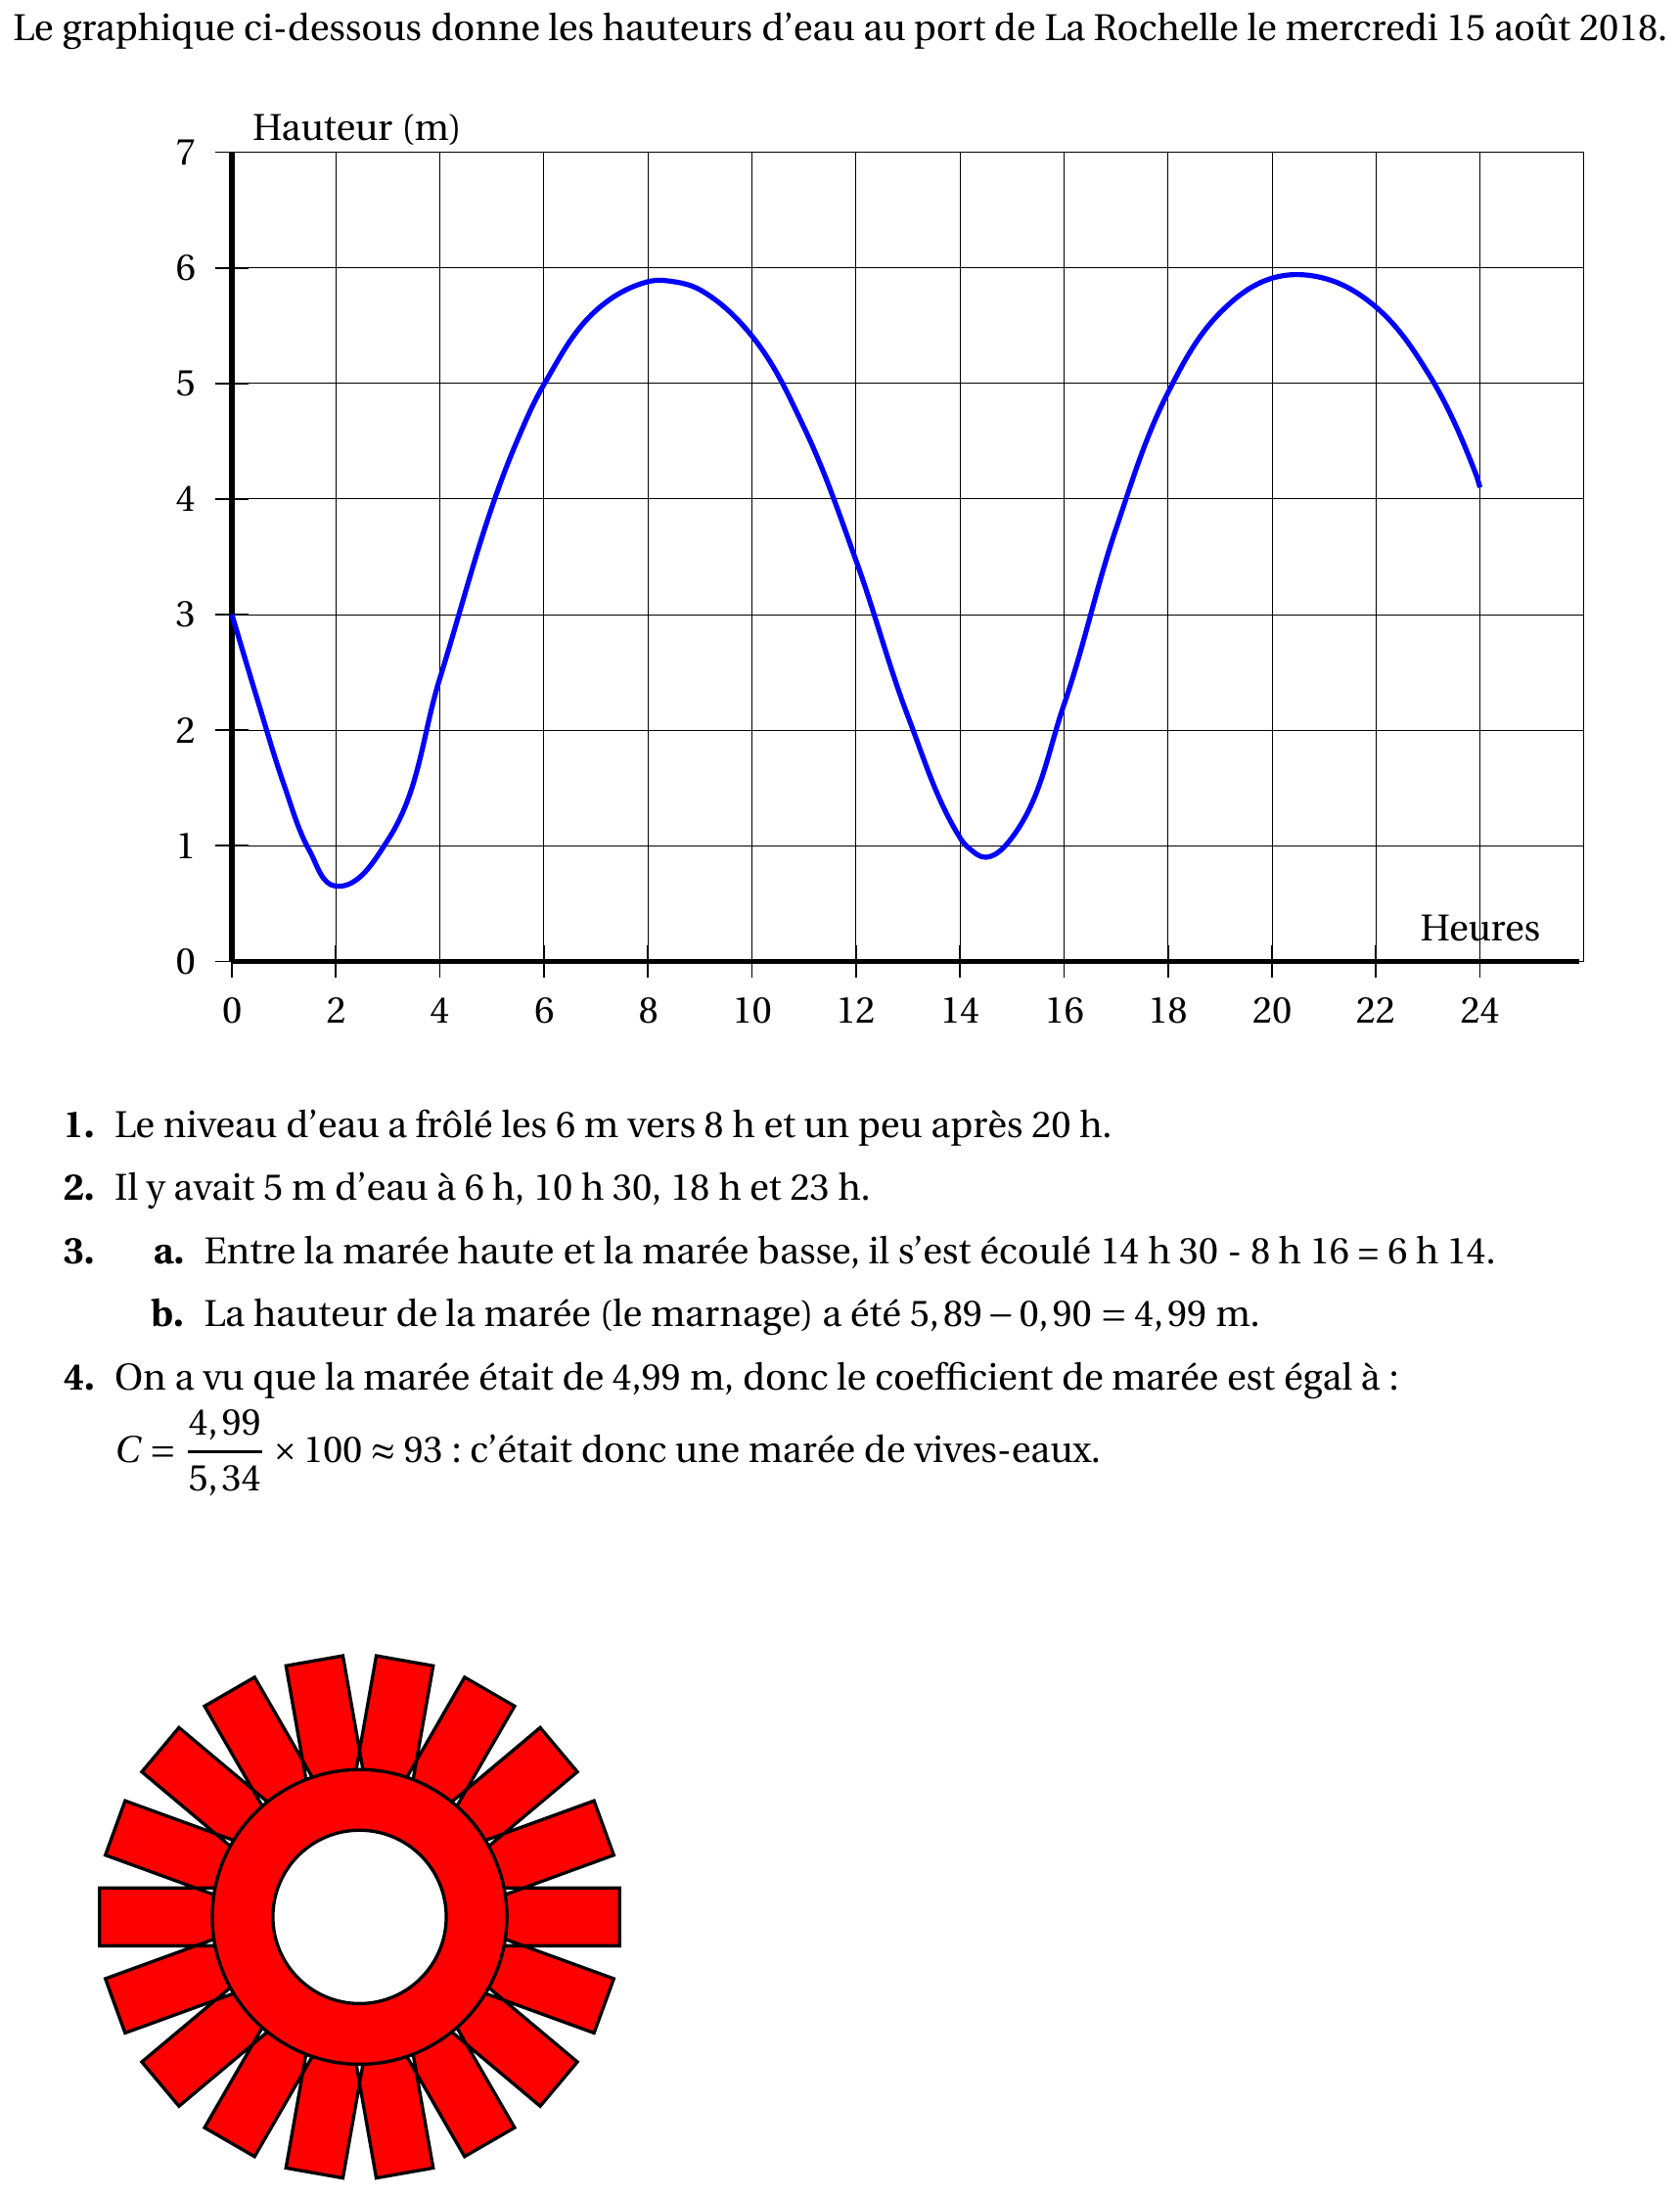 Le graphique ci-dessous donne les hauteurs d’eau au port de La Rochelle le mercredi 15 août 2018.
Hauteur (m)
7
6
5
4
3
2
1
0
Heures
0 2 4 6 8 10 12 14 16 18 20 22 24
1. Le niveau d’eau a frôlé les 6 m vers 8 h et un peu après 20 h.
2. Il y avait 5 m d’eau à 6 h, 10 h 30, 18 h et 23 h.
3. a. Entre la marée haute et la marée basse, il s’est écoulé 14 h 30 - 8 h 16 = 6 h 14.
b. La hauteur de la marée (le marnage) a été 5,89 − 0,90 = 4,99 m.
4. On a vu que la marée était de 4,99 m, donc le coefficient de marée est égal à :
C = 4,99/5,34 × 100 ≈ 93 : c’était donc une marée de vives-eaux.